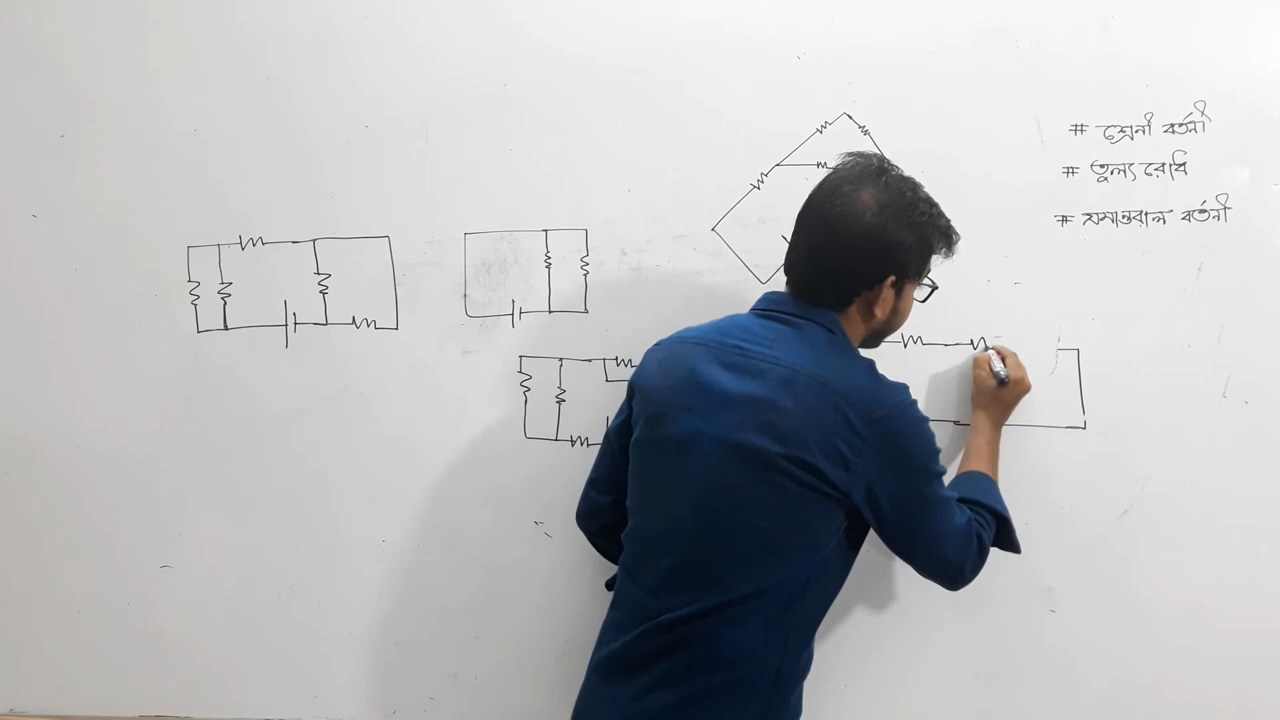 # শ্রেনী বর্তনী
# তুল্য রোধ
# সমান্তরাল বর্তনী